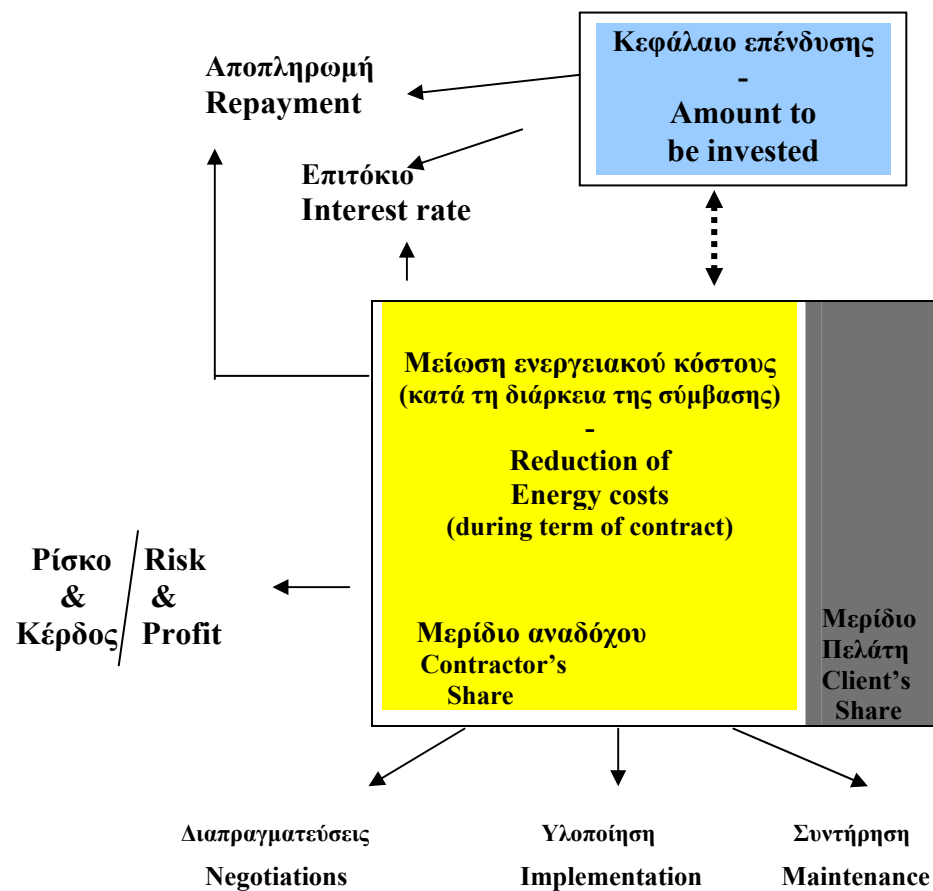 Κεφάλαιο επένδυσης
-
Amount to
be invested
Αποπληρωμή
Repayment
Επιτόκιο
Interest rate
Μείωση ενεργειακού κόστους
(κατά τη διάρκεια της σύμβασης)
-
Reduction of
Energy costs
(during term of contract)
Ρίσκο
&
Κέρδος
Risk
&
Profit
Μερίδιο αναδόχου
Contractor’s
Share
Μερίδιο
Πελάτη
Client’s
Share
Διαπραγματεύσεις
Negotiations
Υλοποίηση
Implementation
Συντήρηση
Maintenance